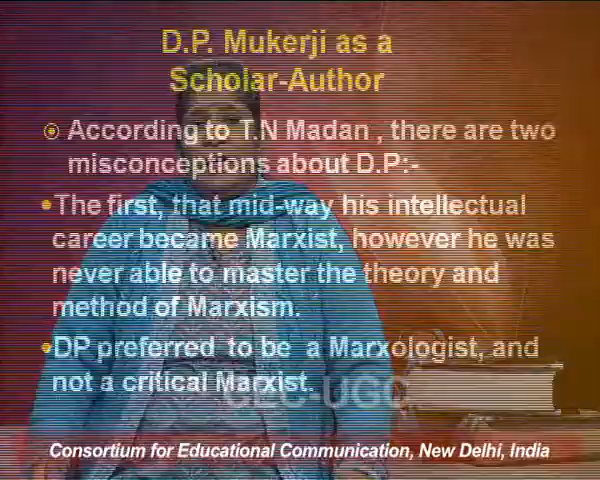 D.P. Mukerji as a
Scholar-Author
According to T.N Madan , there are two
misconceptions about D.P:-
•The first, that mid-way his intellectual
career became Marxist, however he was
never able to master the theory and
method of Marxism.
•DP preferred to be a Marxologist, and
not a critical Marxist.
CEC-UGC
Consortium for Educational Communication, New Delhi, India